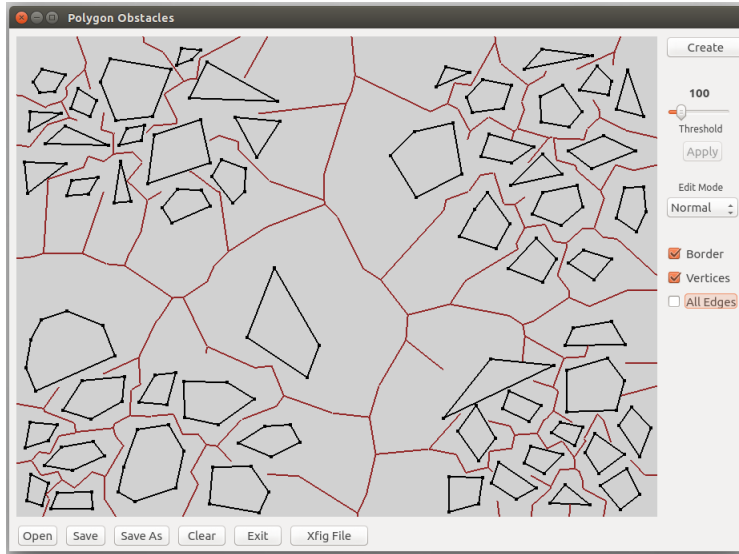 Polygon Obstacles
Create
100
Threshold
Apply
Edit Mode
Normal
Border
Vertices
All Edges
Open
Save
Save As
Clear
Exit
Xfig File